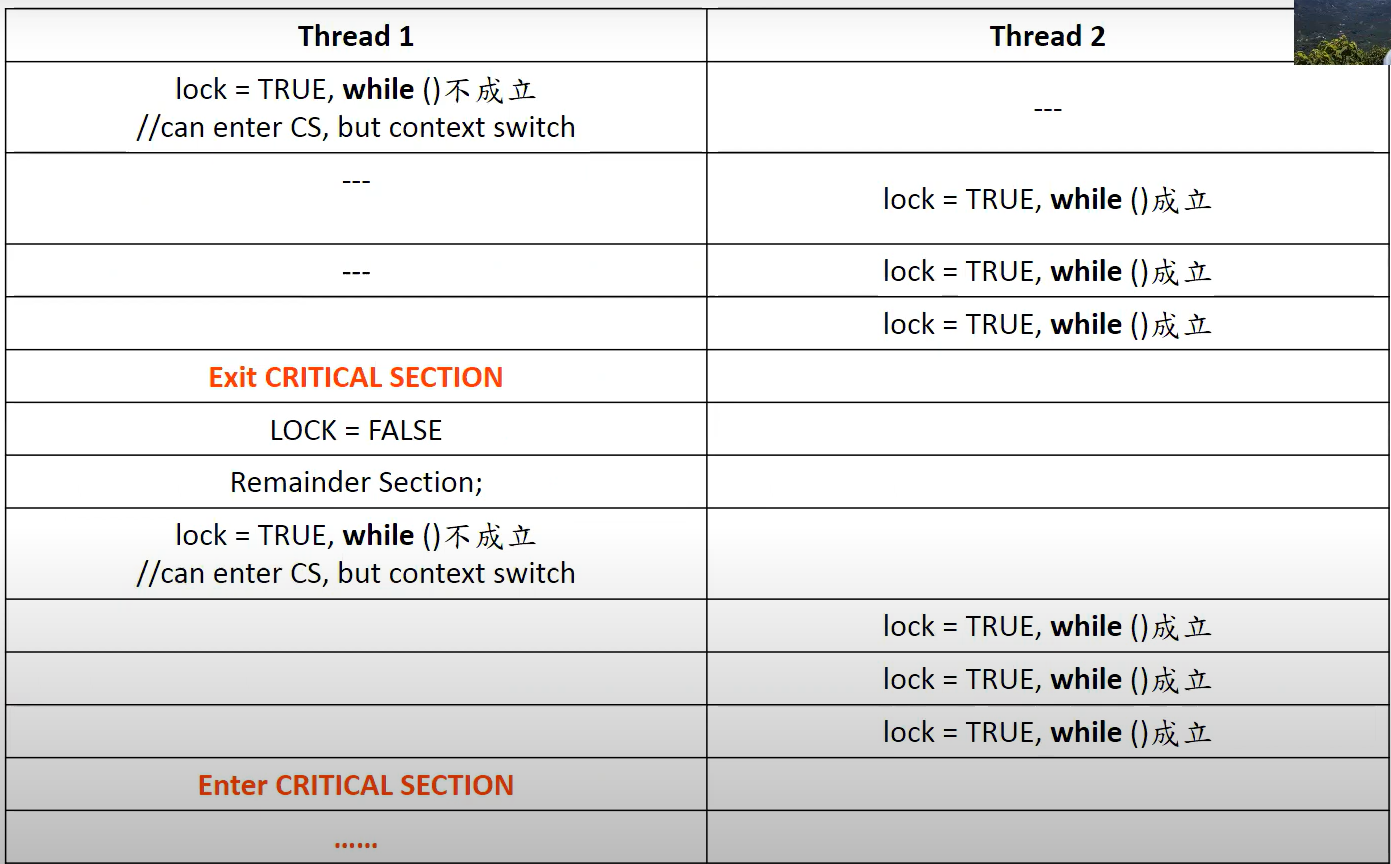 Thread 1
Thread 2
lock = TRUE, while ()不成立
//can enter CS, but context switch
---
---
lock = TRUE, while ()成立
---
lock = TRUE, while ()成立
lock = TRUE, while ()成立
Exit CRITICAL SECTION
LOCK = FALSE
Remainder Section;
lock = TRUE, while ()不成立
//can enter CS, but context switch
lock = TRUE, while ()成立
lock = TRUE, while ()成立
lock = TRUE, while ()成立
Enter CRITICAL SECTION
......